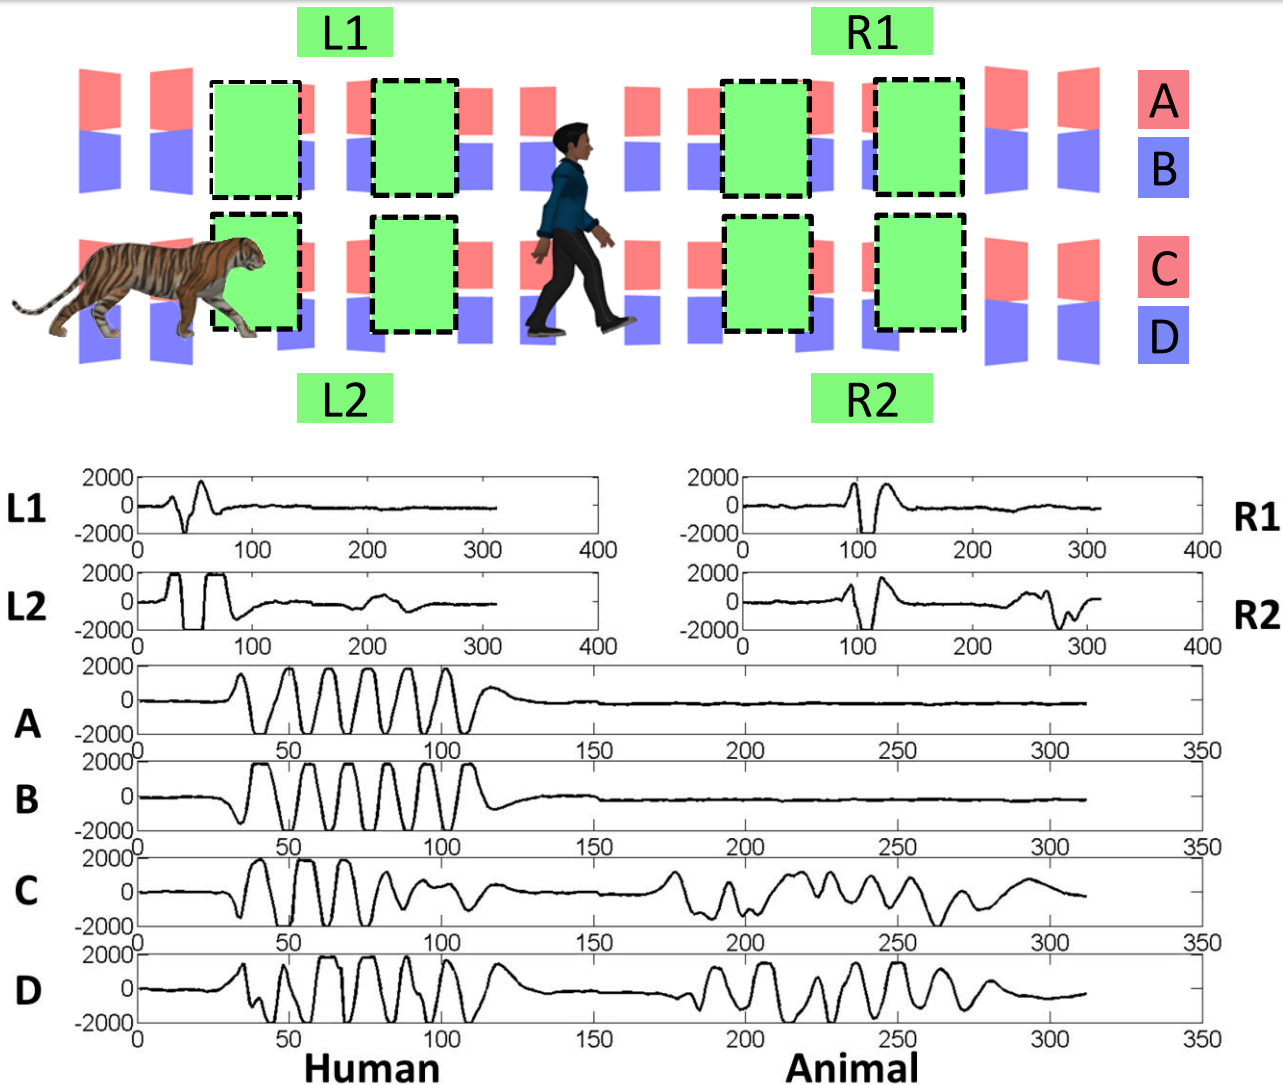 L1 R1
A
B
C
D
L2 R2
L1 2000 0 -2000 0 100 200 300 400
2000 0 -2000 0 100 200 300 400 R1
L2 2000 0 -2000 0 100 200 300 400
2000 0 -2000 0 100 200 300 400 R2
A 2000 0 -2000 0 50 100 150 200 250 300 350
B 2000 0 -2000 0 50 100 150 200 250 300 350
C 2000 0 -2000 0 50 100 150 200 250 300 350
D 2000 0 -2000 0 50 100 150 200 250 300 350
Human Animal